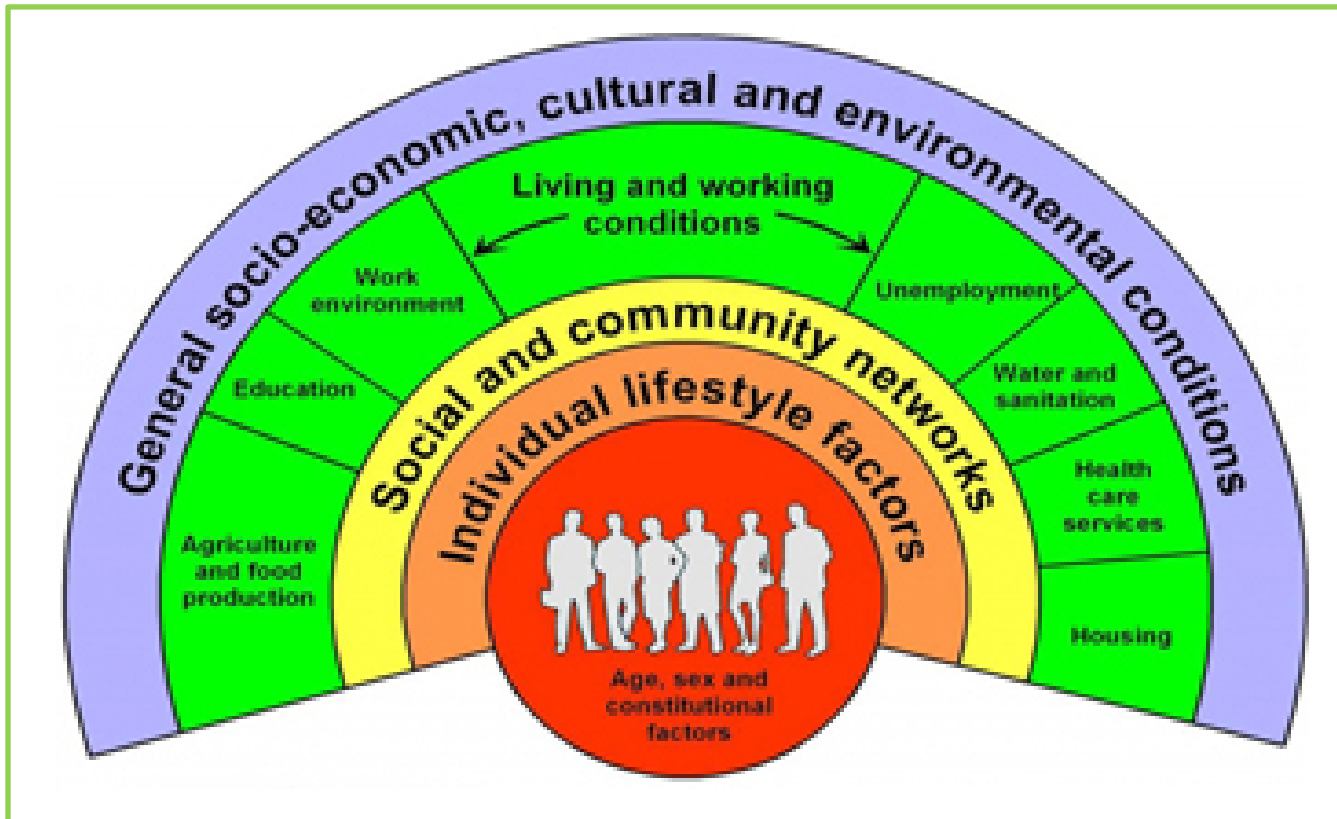 General socio-economic, cultural and environmental conditions
Living and working
conditions
Work
environment
Unemployment
Education
Water and
sanitation
Agriculture
and food
production
Health
care
services
Housing
Social and community networks
Individual lifestyle factors
Age, sex and
constitutional
factors